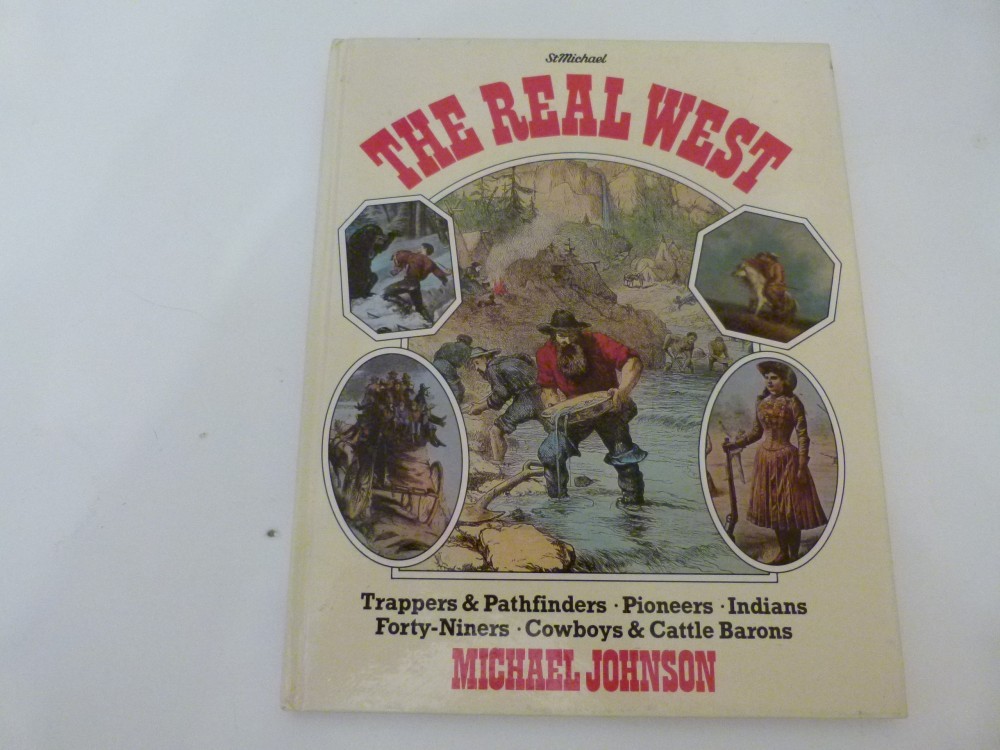 St Michael
THE REAL WEST
Trappers & Pathfinders · Pioneers · Indians
Forty-Niners · Cowboys & Cattle Barons
MICHAEL JOHNSON